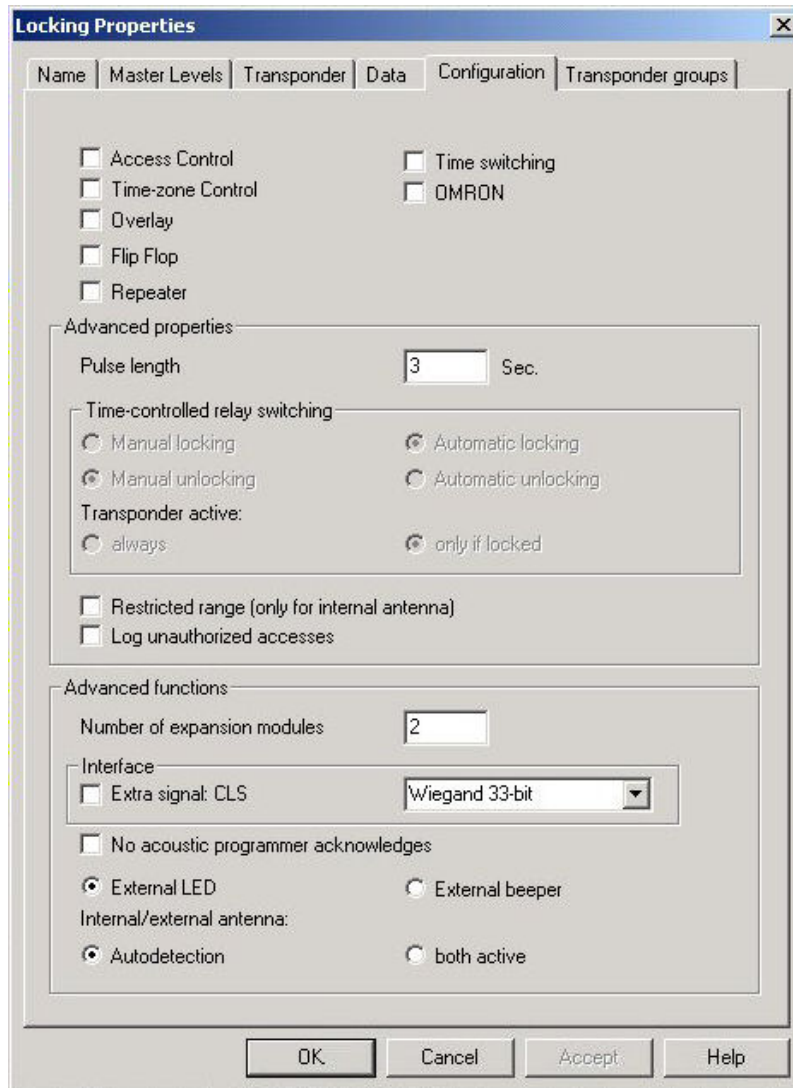 Locking Properties
Name Master Levels Transponder Data Configuration Transponder groups
Access Control Time switching
Time-zone Control OMRON
Overlay
Flip Flop
Repeater
Advanced properties
Pulse length 3 Sec.
Time-controlled relay switching
Manual locking Automatic locking
Manual unlocking Automatic unlocking
Transponder active:
always only if locked
Restricted range (only for internal antenna)
Log unauthorized accesses
Advanced functions
Number of expansion modules 2
Interface
Extra signal: CLS Wiegand 33-bit
No acoustic programmer acknowledges
External LED External beeper
Internal/external antenna:
Autodetection both active
OK Cancel Accept Help